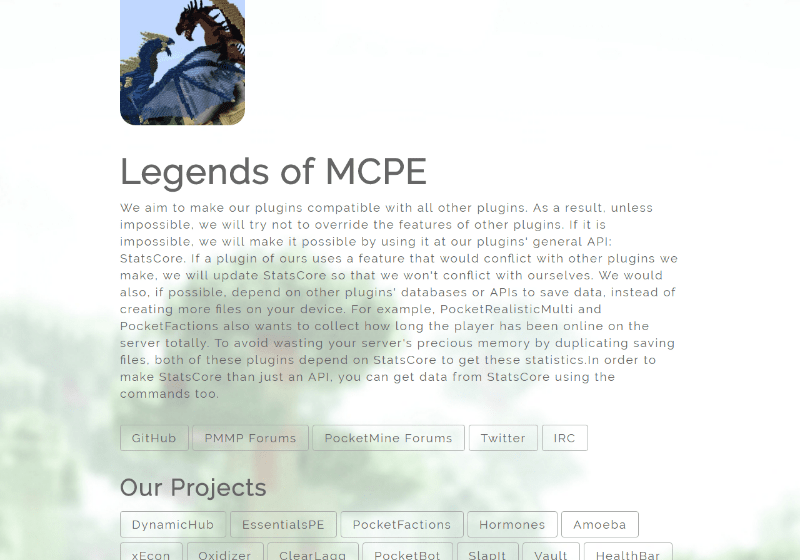 Legends of MCPE
We aim to make our plugins compatible with all other plugins. As a result, unless
impossible, we will try not to override the features of other plugins. If it is
impossible, we will make it possible by using it at our plugins' general API:
StatsCore. If a plugin of ours uses a feature that would conflict with other plugins we
make, we will update StatsCore so that we won't conflict with ourselves. We would
also, if possible, depend on other plugins' databases or APIs to save data, instead of
creating more files on your device. For example, PocketRealisticMulti and
PocketFactions also wants to collect how long the player has been online on the
server totally. To avoid wasting your server's precious memory by duplicating saving
files, both of these plugins depend on StatsCore to get these statistics.In order to
make StatsCore than just an API, you can get data from StatsCore using the
commands too.
GitHub PMMP Forums PocketMine Forums Twitter IRC
Our Projects
DynamicHub EssentialsPE PocketFactions Hormones Amoeba
xEcon Oxidizer ClearLagg PocketBot SlapIt Vault HealthBar